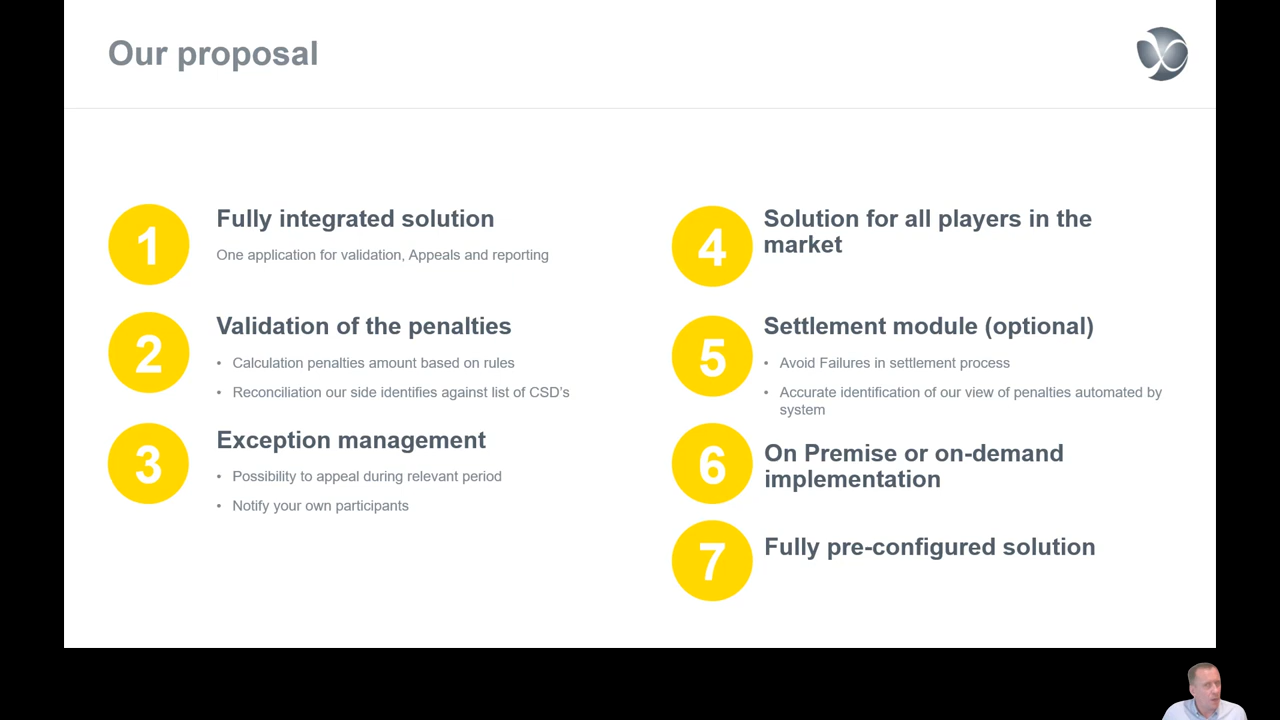 Our proposal
1
Fully integrated solution
One application for validation, Appeals and reporting
2
Validation of the penalties
• Calculation penalties amount based on rules
• Reconciliation our side identifies against list of CSD's
3
Exception management
• Possibility to appeal during relevant period
• Notify your own participants
4
Solution for all players in the
market
5
Settlement module (optional)
• Avoid Failures in settlement process
• Accurate identification of our view of penalties automated by
system
6
On Premise or on-demand
implementation
7
Fully pre-configured solution